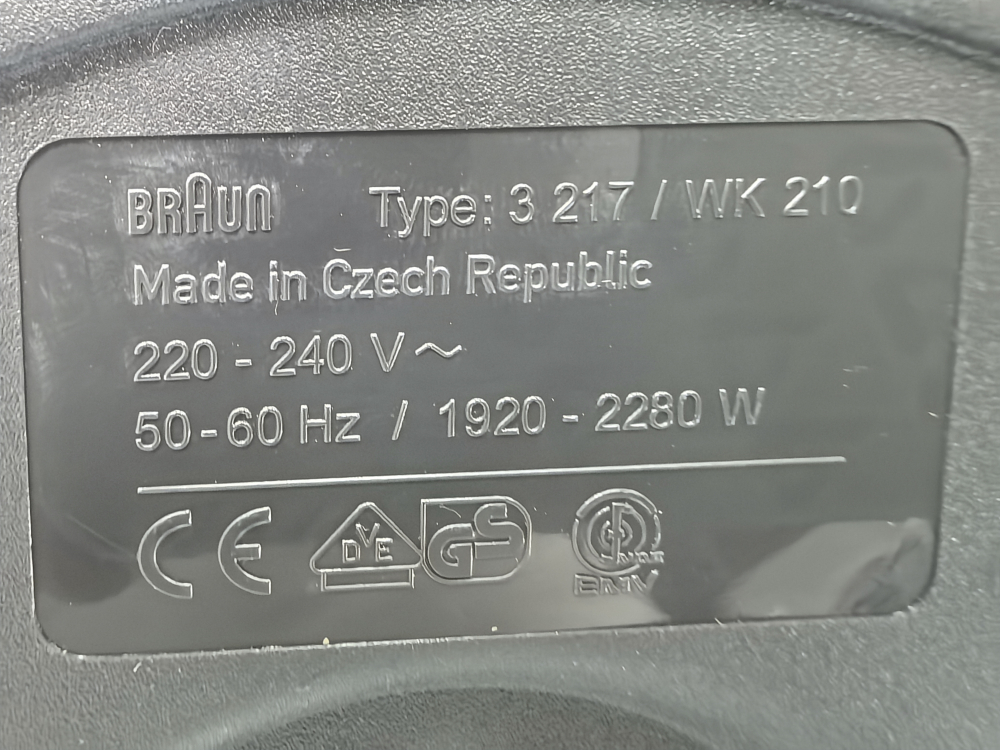 BRAUN Type: 3 217 / WK 210
Made in Czech Republic
220 - 240 V ~
50-60 Hz / 1920 - 2280 W
CE VDE GS